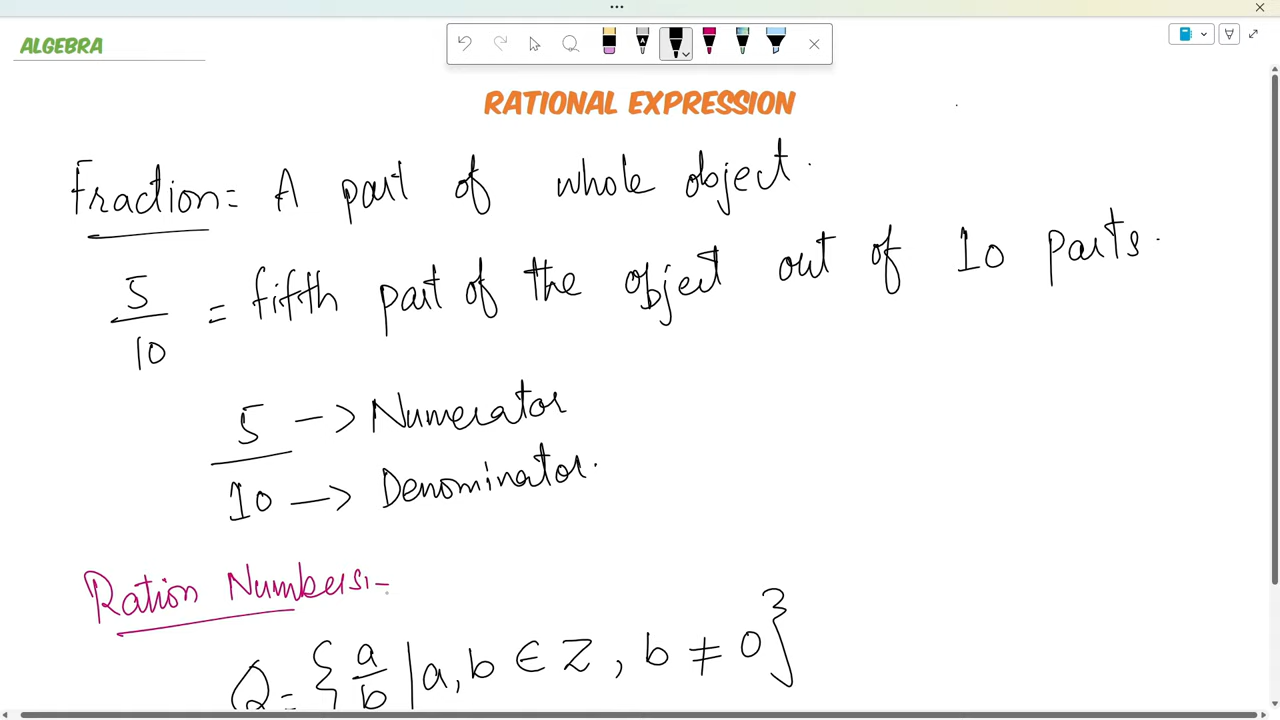 ALGEBRA
RATIONAL EXPRESSION
Fraction = A part of whole object.
5/10 = fifth part of the object out of 10 parts.
5 -> Numerator
10 -> Denominator.
Ration Numbers:-
Q = { a/b | a, b ∈ Z, b ≠ 0}